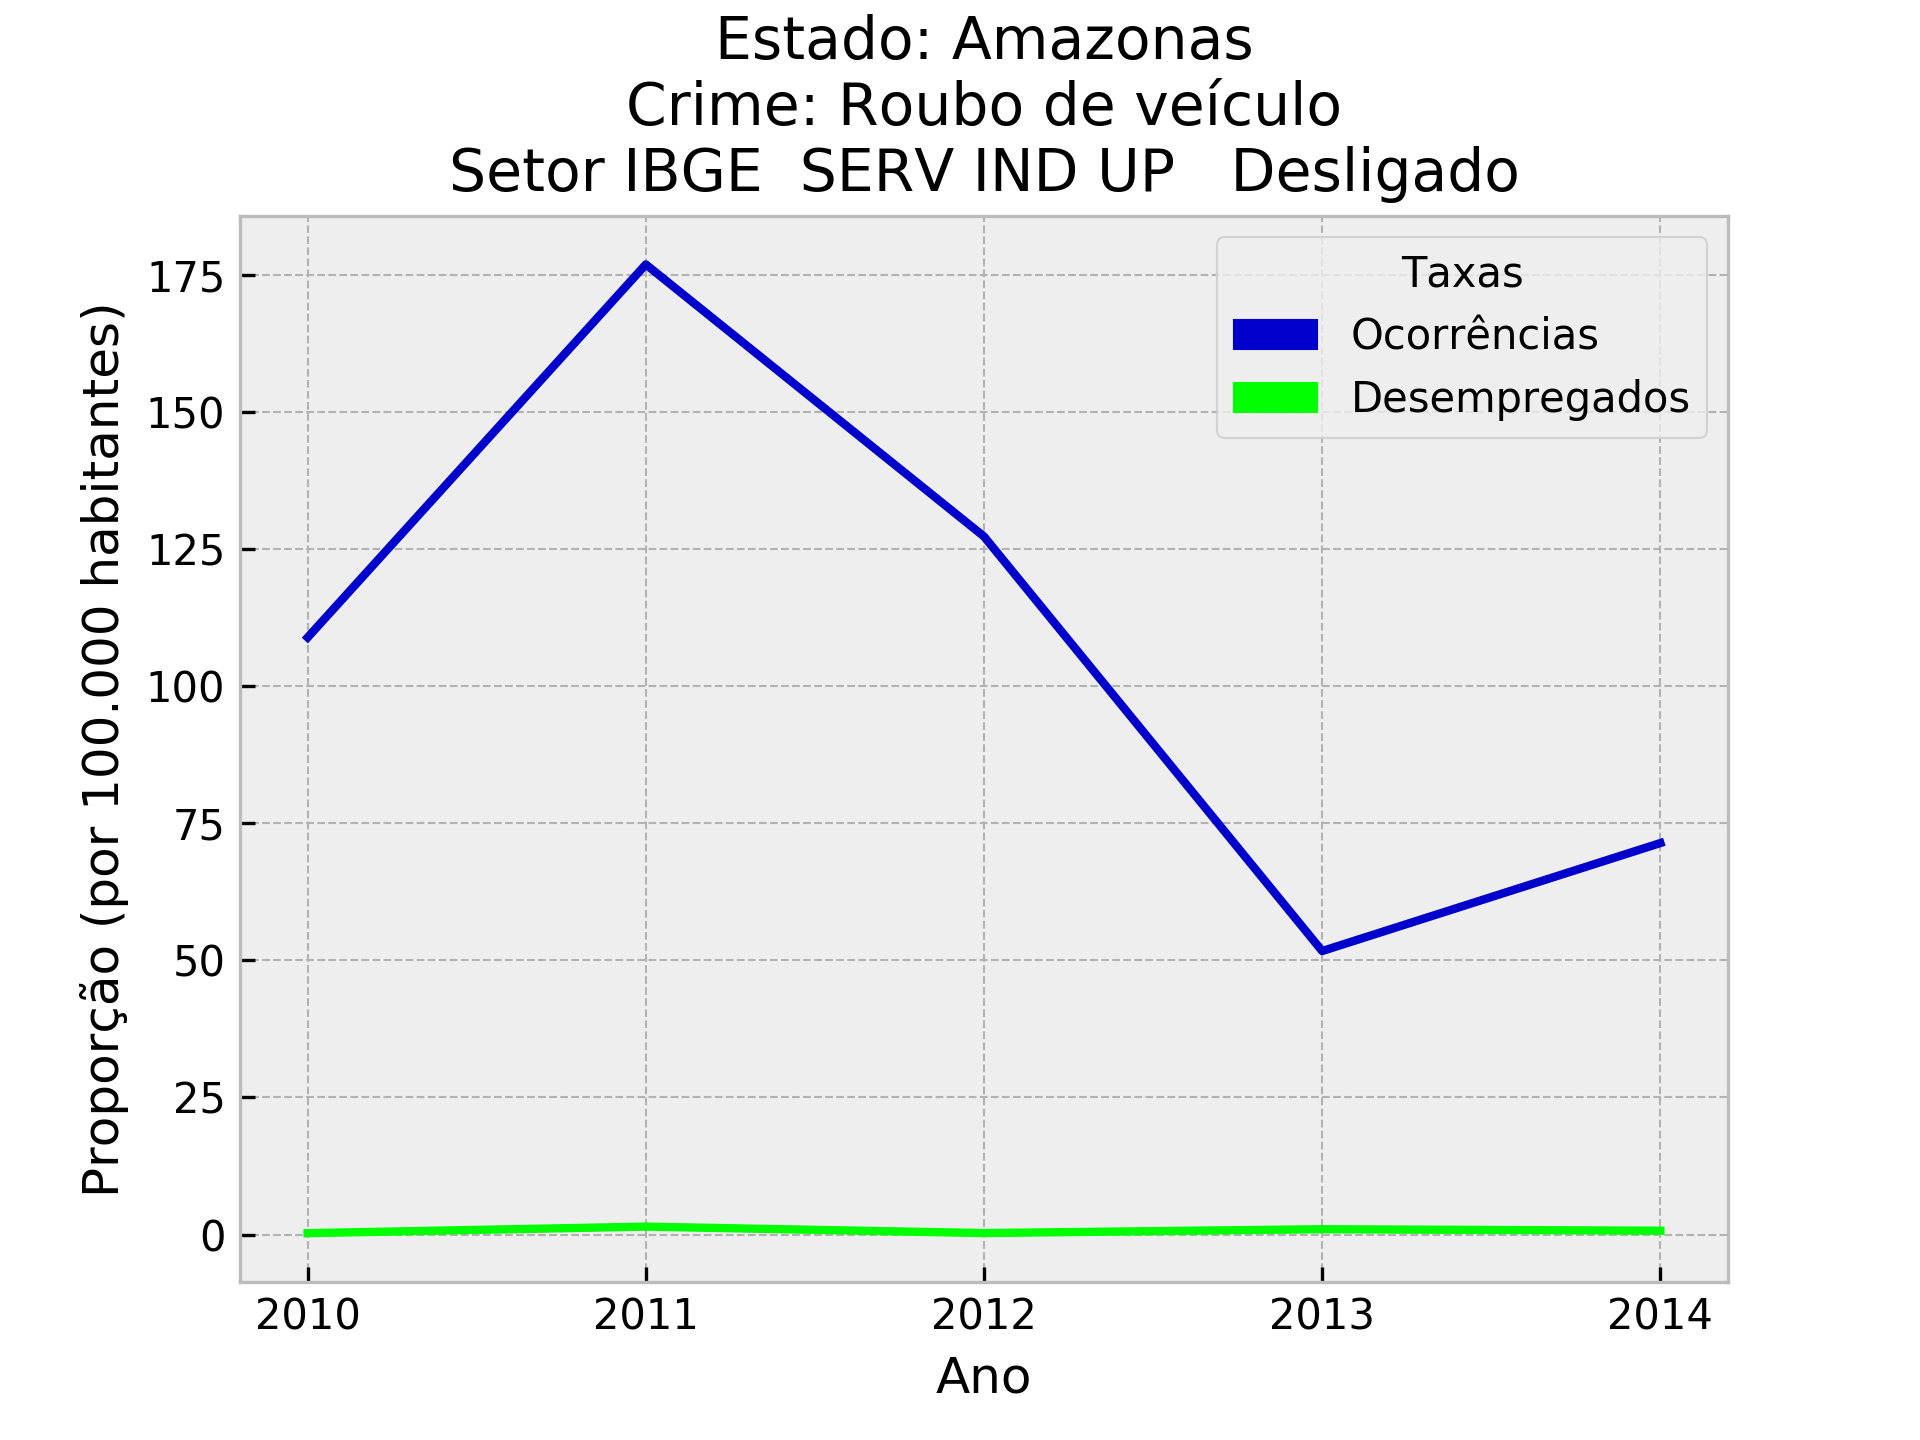 Estado: Amazonas
Crime: Roubo de veículo
Setor IBGE  SERV IND UP   Desligado
Proporção (por 100.000 habitantes)
175
150
125
100
75
50
25
0
Taxas
Ocorrências
Desempregados
2010 2011 2012 2013 2014
Ano